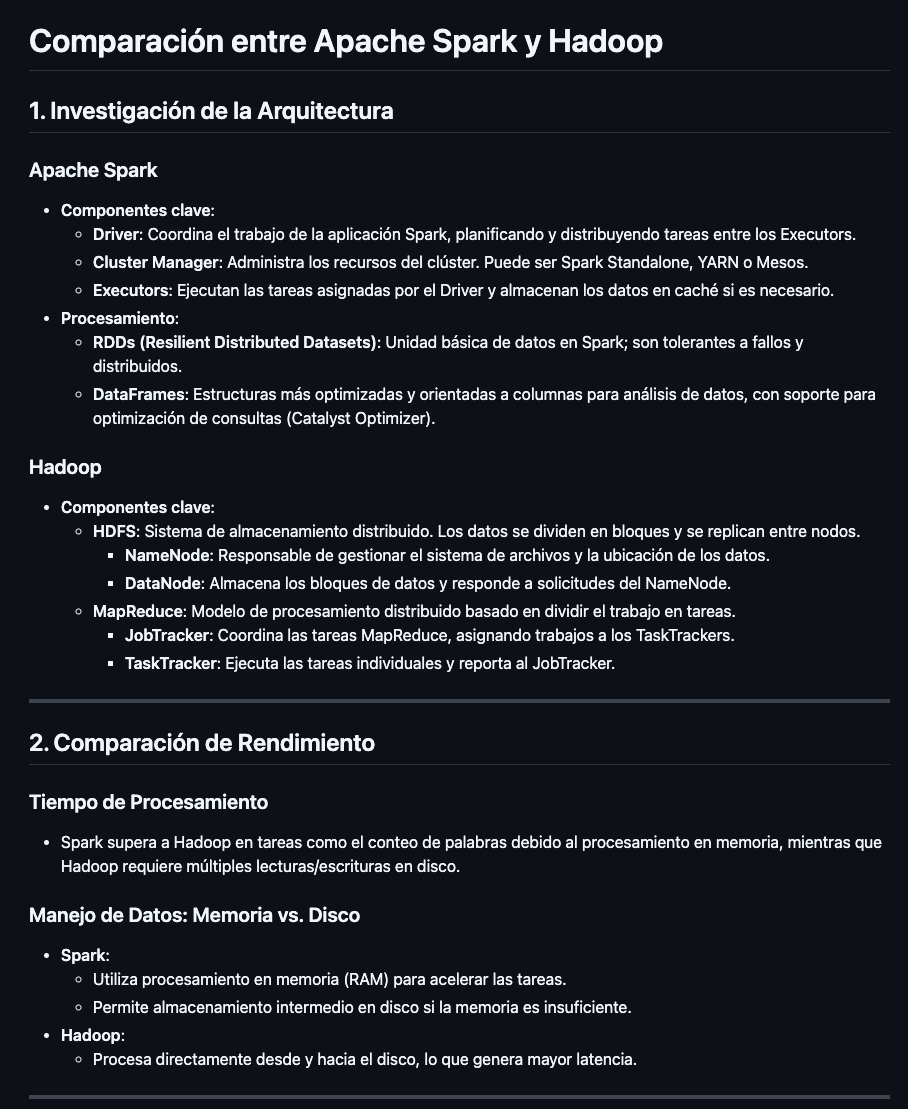 Comparación entre Apache Spark y Hadoop
1. Investigación de la Arquitectura
Apache Spark
• Componentes clave:
◦ Driver: Coordina el trabajo de la aplicación Spark, planificando y distribuyendo tareas entre los Executors.
◦ Cluster Manager: Administra los recursos del clúster. Puede ser Spark Standalone, YARN o Mesos.
◦ Executors: Ejecutan las tareas asignadas por el Driver y almacenan los datos en caché si es necesario.
• Procesamiento:
◦ RDDs (Resilient Distributed Datasets): Unidad básica de datos en Spark; son tolerantes a fallos y
distribuidos.
◦ DataFrames: Estructuras más optimizadas y orientadas a columnas para análisis de datos, con soporte para
optimización de consultas (Catalyst Optimizer).
Hadoop
• Componentes clave:
◦ HDFS: Sistema de almacenamiento distribuido. Los datos se dividen en bloques y se replican entre nodos.
▪ NameNode: Responsable de gestionar el sistema de archivos y la ubicación de los datos.
▪ DataNode: Almacena los bloques de datos y responde a solicitudes del NameNode.
◦ MapReduce: Modelo de procesamiento distribuido basado en dividir el trabajo en tareas.
▪ JobTracker: Coordina las tareas MapReduce, asignando trabajos a los TaskTrackers.
▪ TaskTracker: Ejecuta las tareas individuales y reporta al JobTracker.
2. Comparación de Rendimiento
Tiempo de Procesamiento
• Spark supera a Hadoop en tareas como el conteo de palabras debido al procesamiento en memoria, mientras que
Hadoop requiere múltiples lecturas/escrituras en disco.
Manejo de Datos: Memoria vs. Disco
• Spark:
◦ Utiliza procesamiento en memoria (RAM) para acelerar las tareas.
◦ Permite almacenamiento intermedio en disco si la memoria es insuficiente.
• Hadoop:
◦ Procesa directamente desde y hacia el disco, lo que genera mayor latencia.